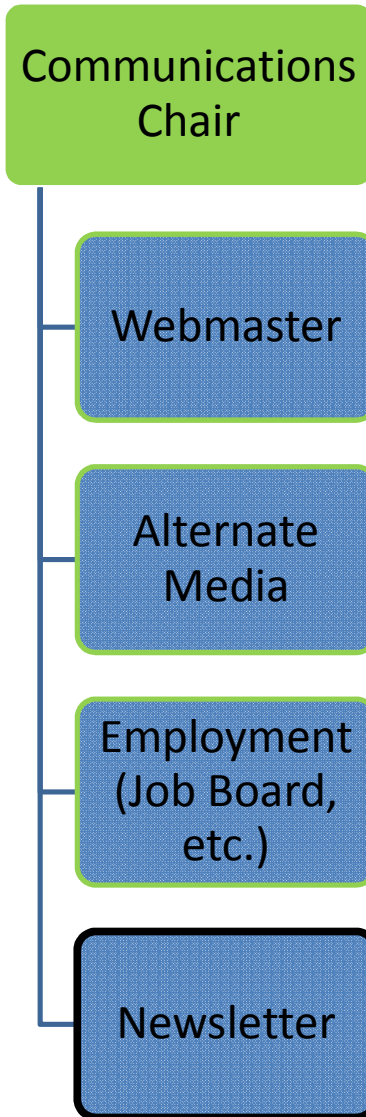 Communications
Chair
Webmaster
Alternate
Media
Employment
(Job Board,
etc.)
Newsletter